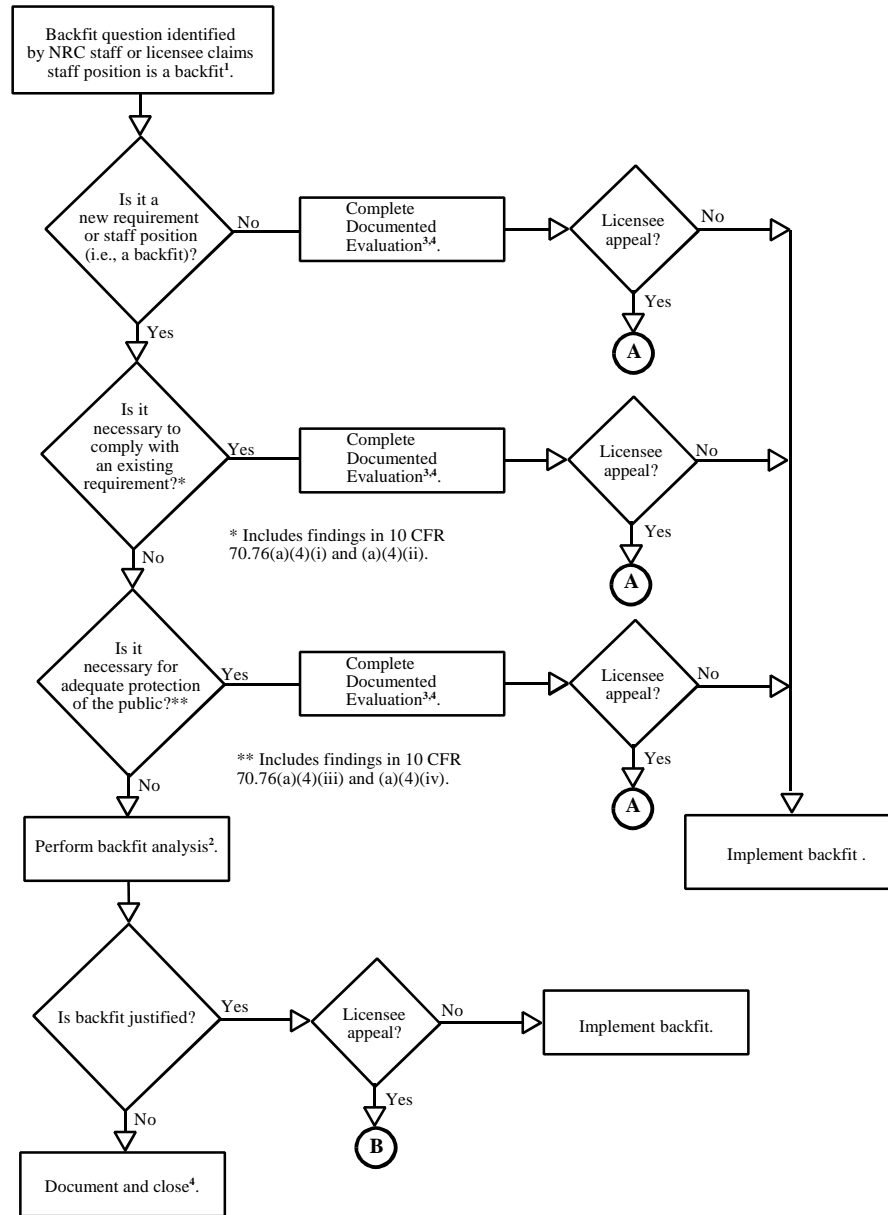 Backfit question identified
by NRC staff or licensee claims
staff position is a backfit¹.
Is it a
new requirement
or staff position
(i.e., a backfit)?
No
Complete
Documented
Evaluation³,⁴.
Licensee
appeal?
No
Yes
A
Yes
Is it
necessary to
comply with
an existing
requirement?*
Yes
Complete
Documented
Evaluation³,⁴.
Licensee
appeal?
No
Yes
A
* Includes findings in 10 CFR
70.76(a)(4)(i) and (a)(4)(ii).
No
Is it
necessary for
adequate protection
of the public?**
Yes
Complete
Documented
Evaluation³,⁴.
Licensee
appeal?
No
Yes
A
** Includes findings in 10 CFR
70.76(a)(4)(iii) and (a)(4)(iv).
No
Perform backfit analysis².
Implement backfit .
Is backfit justified?
Yes
Licensee
appeal?
No
Implement backfit.
Yes
B
No
Document and close⁴.